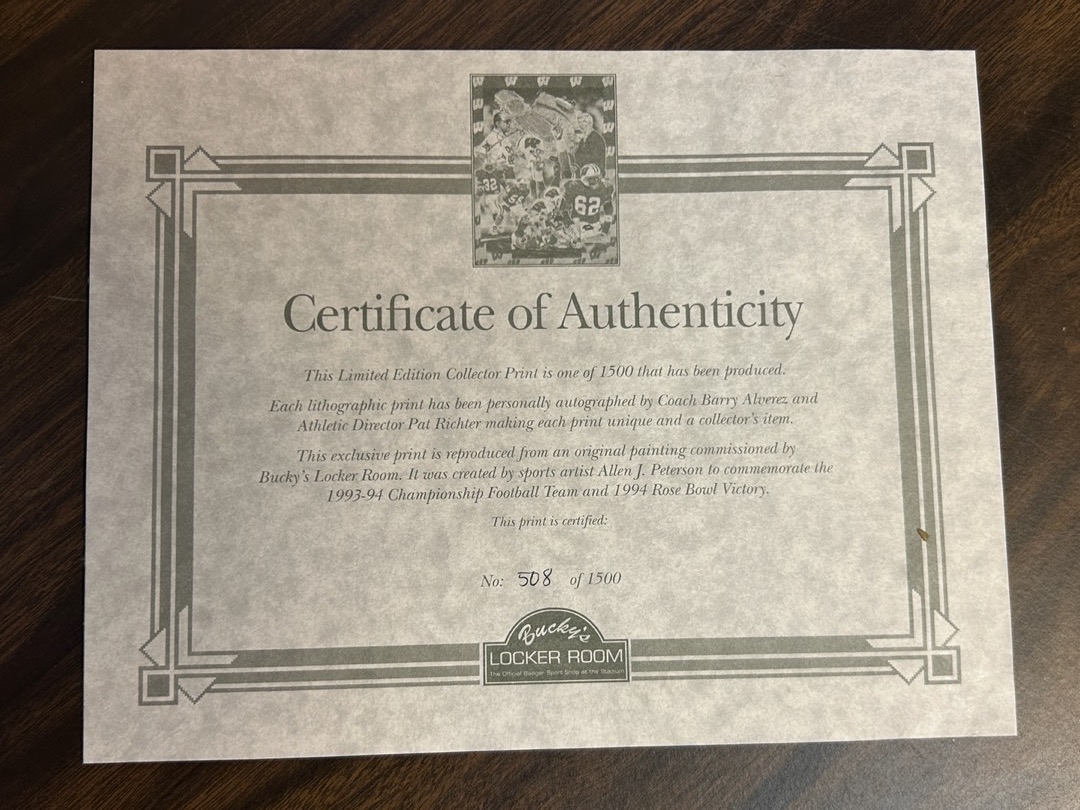 32
62
Certificate of Authenticity
This Limited Edition Collector Print is one of 1500 that has been produced.
Each lithographic print has been personally autographed by Coach Barry Alverez and
Athletic Director Pat Richter making each print unique and a collector's item.
This exclusive print is reproduced from an original painting commissioned by
Bucky's Locker Room. It was created by sports artist Allen J. Peterson to commemorate the
1993-94 Championship Football Team and 1994 Rose Bowl Victory.
This print is certified:
No: 508 of 1500
Bucky's
LOCKER ROOM
The Official Badger Sport Shop at the Stadium